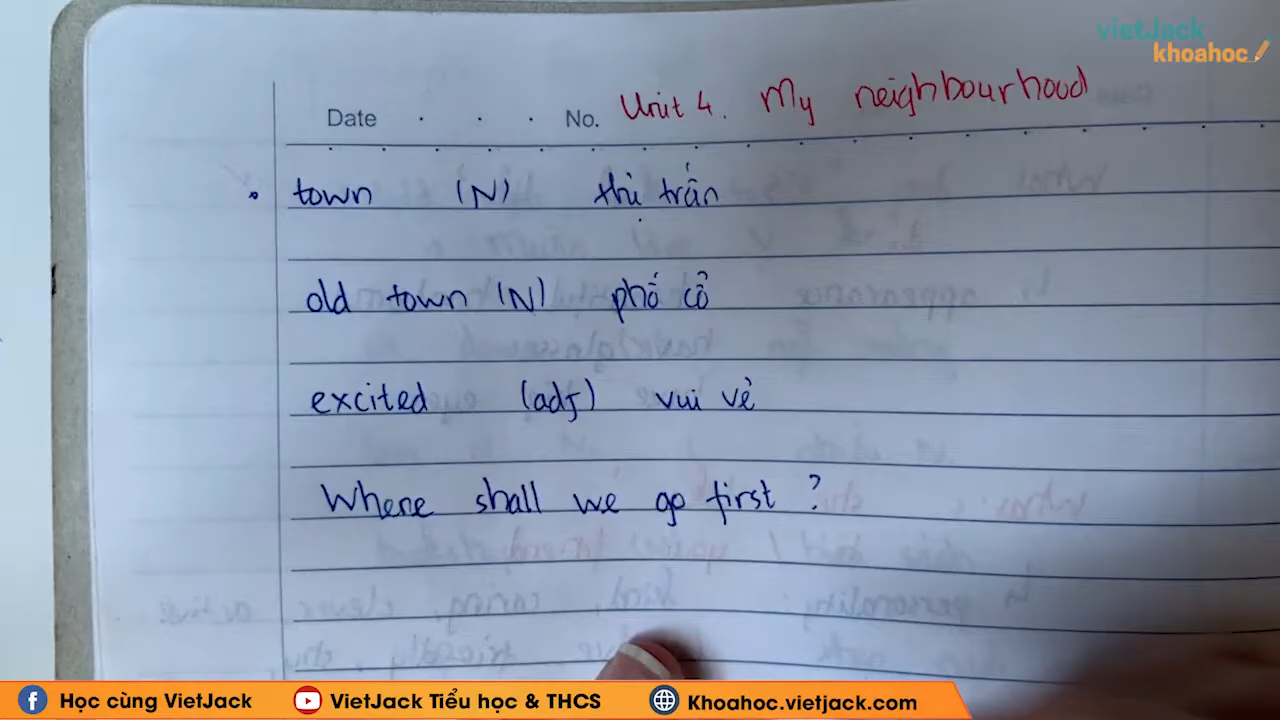 vietJack
khoahoc
Date . . . No. Unit 4. My neighbourhood
town (N) thị trấn
old town (N) phố cổ
excited (adj) vui vẻ
Where shall we go first ?
Học cùng VietJack VietJack Tiểu học & THCS Khoahoc.vietjack.com